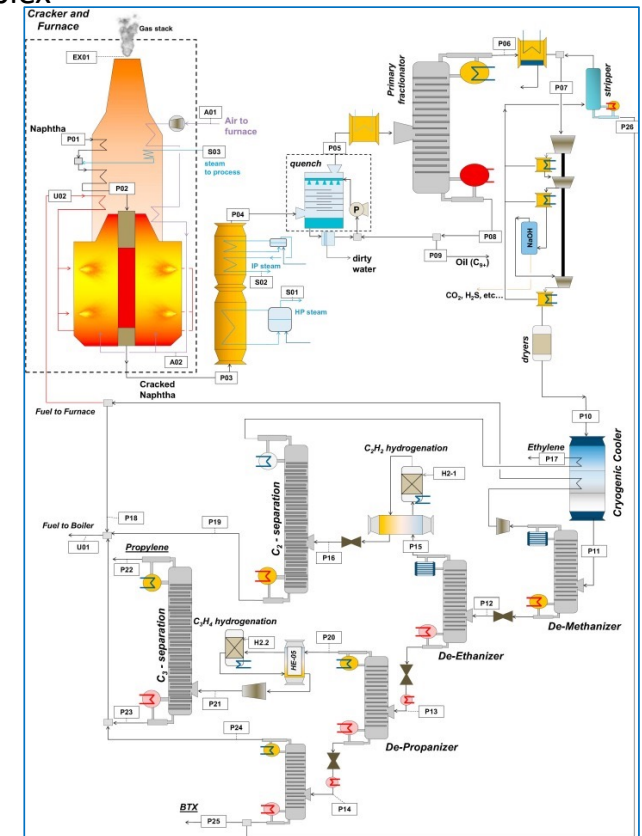 Cracker and
Furnace
Gas stack
EX01
Naphtha
P01
A01
Air to
furnace
S03
steam
to process
U02
P02
A02
Cracked
Naphtha
P03
P04
IP steam
S02
S01
HP steam
quench
P05
P
dirty
water
Primary
fractionator
P06
P07
stripper
P26
P08
P09
Oil (C9+)
NaOH
CO2, H2S, etc...
dryers
P10
Fuel to Furnace
Ethylene
P17
Cryogenic Cooler
P11
C2H2 hydrogenation
H2-1
C2 - separation
P15
P16
P18
P19
Fuel to Boiler
U01
Propylene
P22
P12
De-Methanizer
De-Ethanizer
C3H4 hydrogenation
H2.2
HE-05
P20
C3 - separation
P21
P13
De-Propanizer
P23
P24
P14
BTX
P25